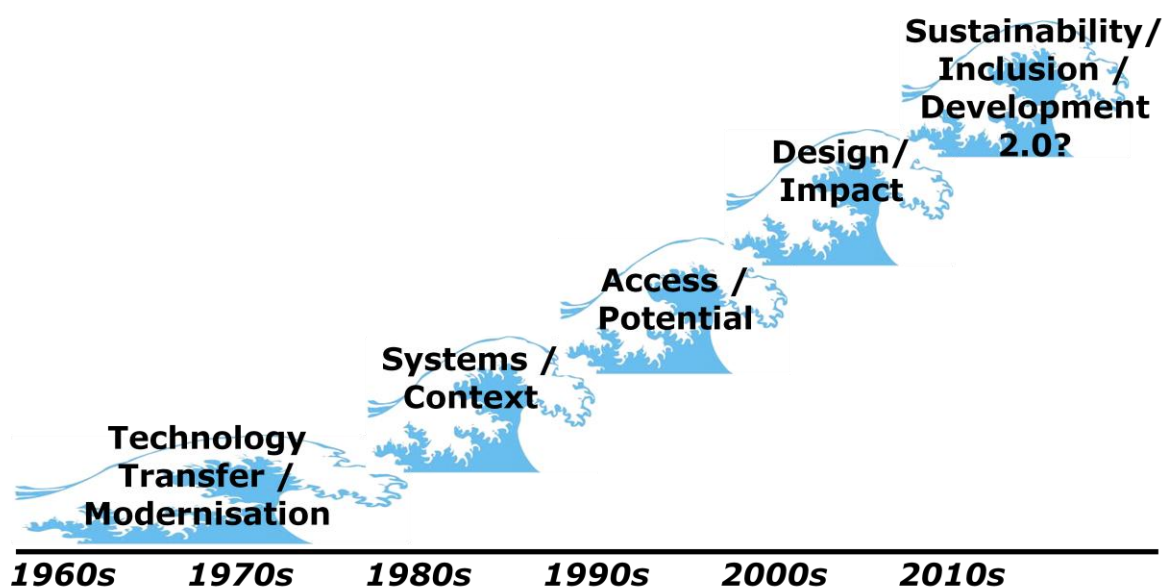 Sustainability/
Inclusion /
Development
2.0?
Design/
Impact
Access /
Potential
Systems /
Context
Technology
Transfer /
Modernisation
1960s 1970s 1980s 1990s 2000s 2010s